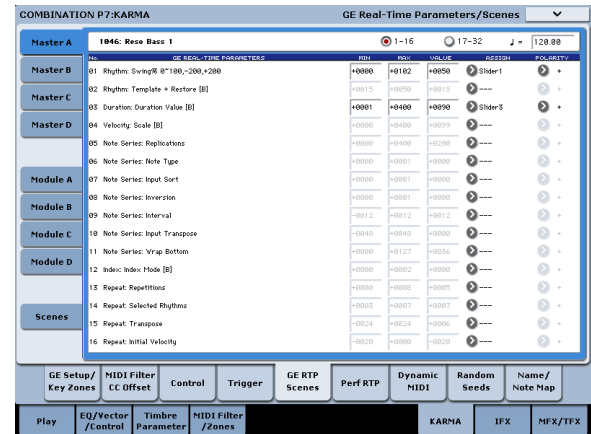 COMBINATION P7:KARMA GE Real-Time Parameters/Scenes
Master A 1046: Reso Bass 1 1-16 17-32 ♩ = 120.00
No. GE REAL-TIME PARAMETERS MIN MAX VALUE ASSIGN POLARITY
Master B 01 Rhythm: Swing% 0~100,-200,+200 +0000 +0102 +0050 Slider1 +
02 Rhythm: Template + Restore [B] +0015 +0050 +0015 --- +
Master C 03 Duration: Duration Value [B] +0001 +0400 +0090 Slider3 +
Master D 04 Velocity: Scale [B] +0000 +0400 +0099 --- +
05 Note Series: Replications +0000 +0400 +0200 --- +
06 Note Series: Note Type +0000 +0001 +0000 --- +
Module A 07 Note Series: Input Sort +0000 +0001 +0000 --- +
Module B 08 Note Series: Inversion +0000 +0001 +0000 --- +
09 Note Series: Interval -0012 +0012 +0012 --- +
Module C 10 Note Series: Input Transpose -0048 +0048 +0000 --- +
Module D 11 Note Series: Wrap Bottom +0000 +0127 +0036 --- +
12 Index: Index Mode [B] +0000 +0002 +0000 --- +
13 Repeat: Repetitions +0000 +0008 +0005 --- +
Scenes 14 Repeat: Selected Rhythms +0003 +0007 +0007 --- +
15 Repeat: Transpose -0024 +0024 +0006 --- +
16 Repeat: Initial Velocity -0020 +0000 -0020 --- +
GE Setup/ Key Zones MIDI Filter CC Offset Control Trigger GE RTP Scenes Perf RTP Dynamic MIDI Random Seeds Name/ Note Map
Play EQ/Vector /Control Timbre Parameter MIDI Filter /Zones KARMA IFX MFX/TFX